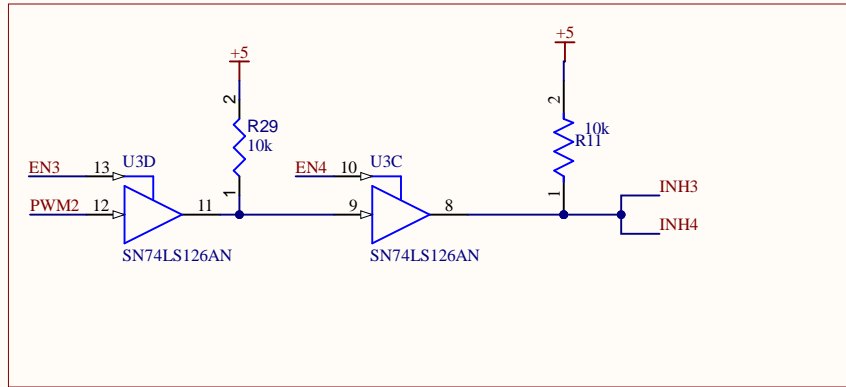 +5
+5
2
R29
10k
1
2
10k
R11
1
EN3
13
U3D
PWM2
12
11
SN74LS126AN
EN4
10
U3C
9
8
SN74LS126AN
INH3
INH4